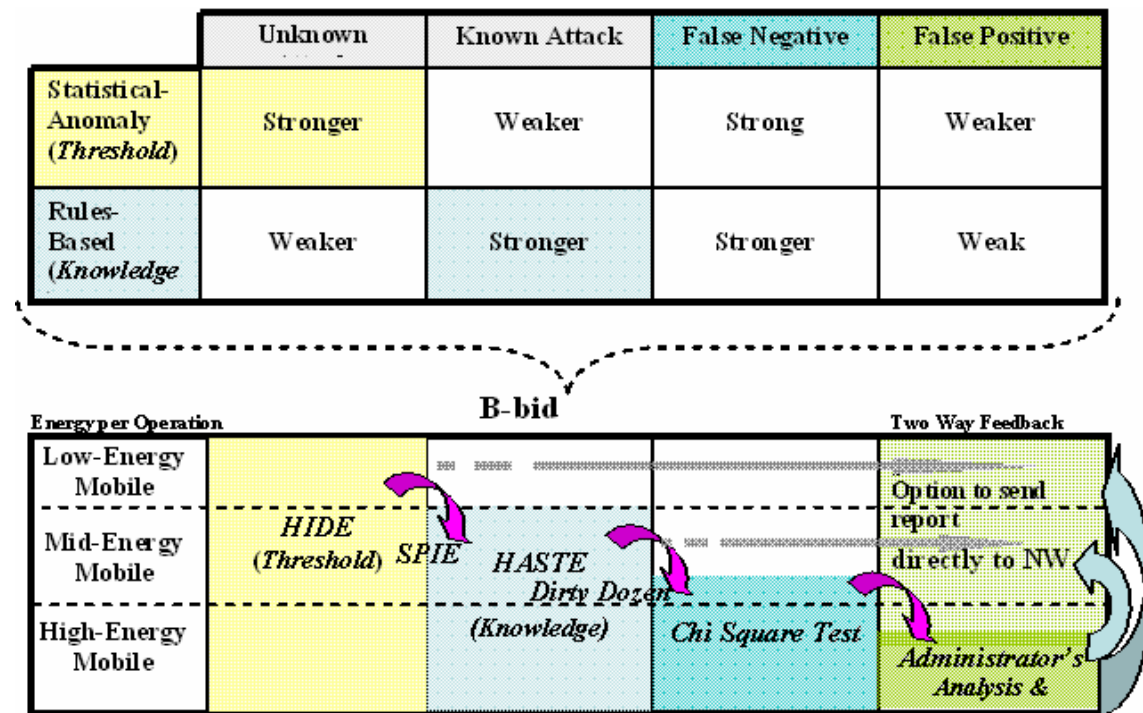 Unknown
Known Attack
False Negative
False Positive
Statistical-
Anomaly
(Threshold)
Stronger
Weaker
Strong
Weaker
Rules-
Based
(Knowledge
Weaker
Stronger
Stronger
Weak
B-bid
Energy per Operation
Two Way Feedback
Low-Energy
Mobile
Mid-Energy
Mobile
High-Energy
Mobile
HIDE
(Threshold)
SPIE
HASTE
Dirty Dozen
(Knowledge)
Chi Square Test
Option to send
report
directly to NW
Administrator's
Analysis &